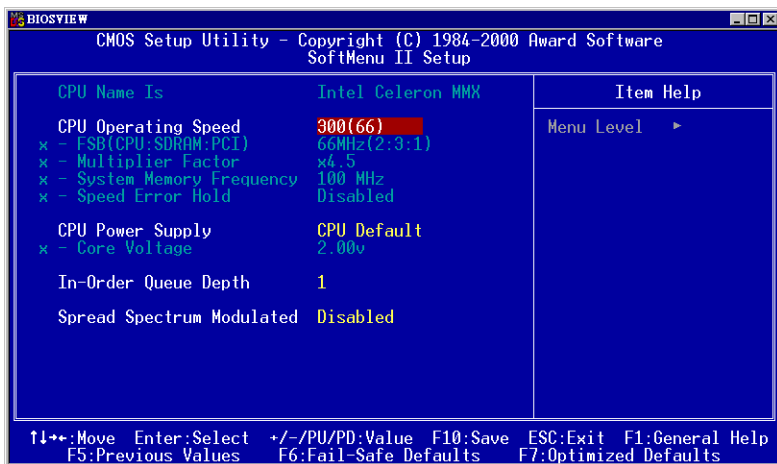 BIOSVIEW
CMOS Setup Utility - Copyright (C) 1984-2000 Award Software
SoftMenu II Setup
CPU Name Is Intel Celeron MMX
Item Help
CPU Operating Speed 300(66)
Menu Level ►
x - FSB(CPU:SDRAM:PCI) 66MHz(2:3:1)
x - Multiplier Factor x4.5
x - System Memory Frequency 100 MHz
x - Speed Error Hold Disabled
CPU Power Supply CPU Default
x - Core Voltage 2.00v
In-Order Queue Depth 1
Spread Spectrum Modulated Disabled
↑↓→←:Move Enter:Select +/-/PU/PD:Value F10:Save ESC:Exit F1:General Help
F5:Previous Values F6:Fail-Safe Defaults F7:Optimized Defaults